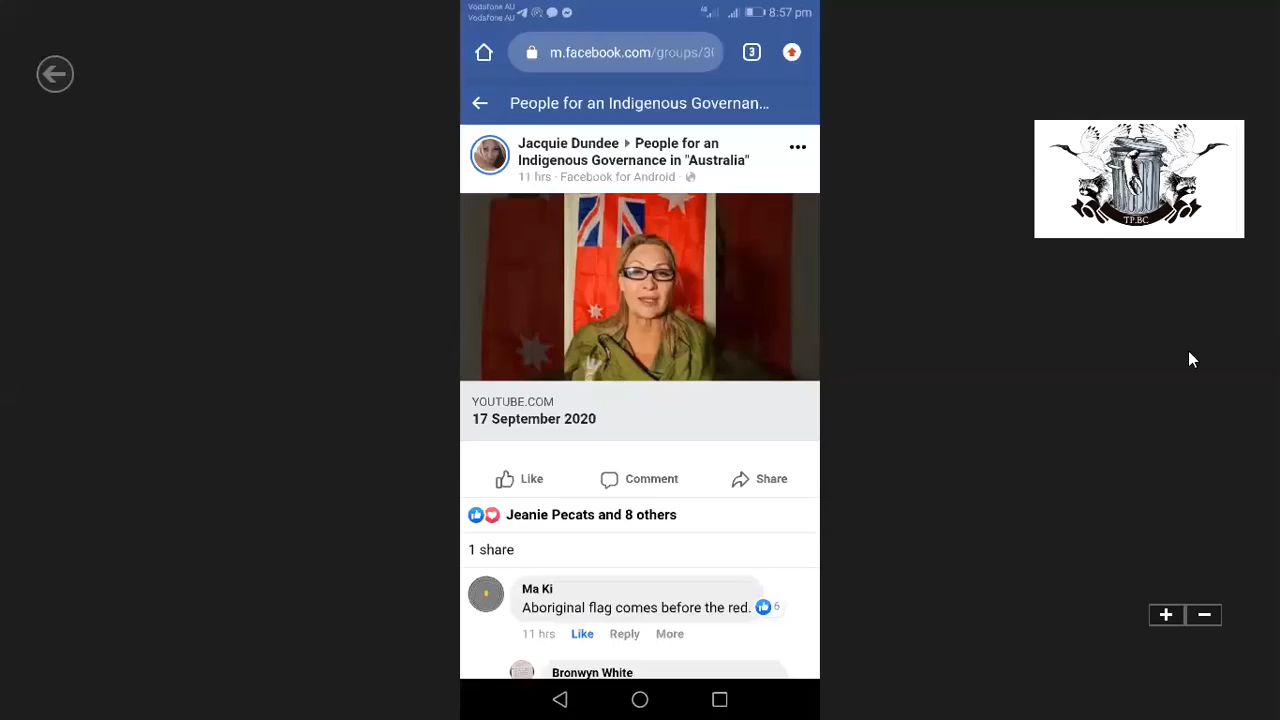 Vodafone AU
Vodafone AU
8:57 pm
m.facebook.com/groups/3
3
People for an Indigenous Governan...
Jacquie Dundee ▸ People for an
Indigenous Governance in "Australia"
11 hrs · Facebook for Android ·
YOUTUBE.COM
17 September 2020
Like Comment Share
Jeanie Pecats and 8 others
1 share
Ma Ki
Aboriginal flag comes before the red. 6
11 hrs Like Reply More
Bronwyn White
TP.BC
+ −